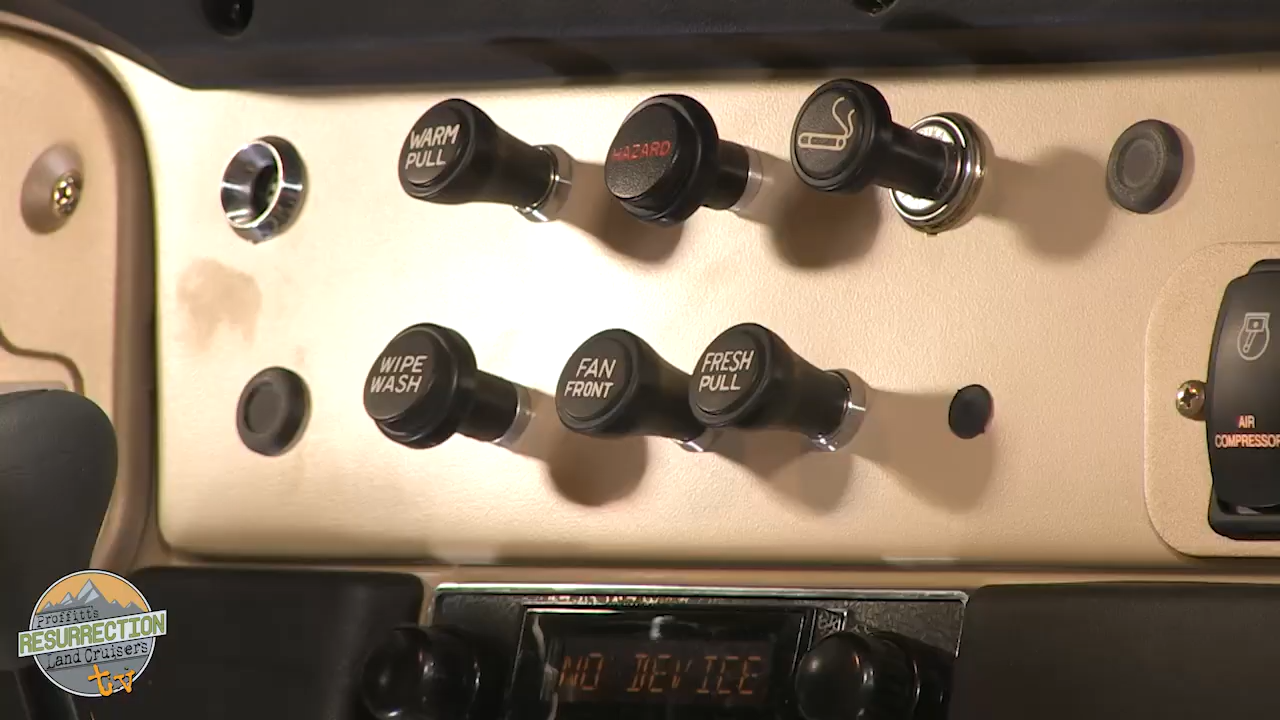 WARM
PULL
HAZARD
WIPE
WASH
FAN
FRONT
FRESH
PULL
AIR
COMPRESSOR
NO DEVICE
Proffitt's
RESURRECTION
Land Cruisers
tv